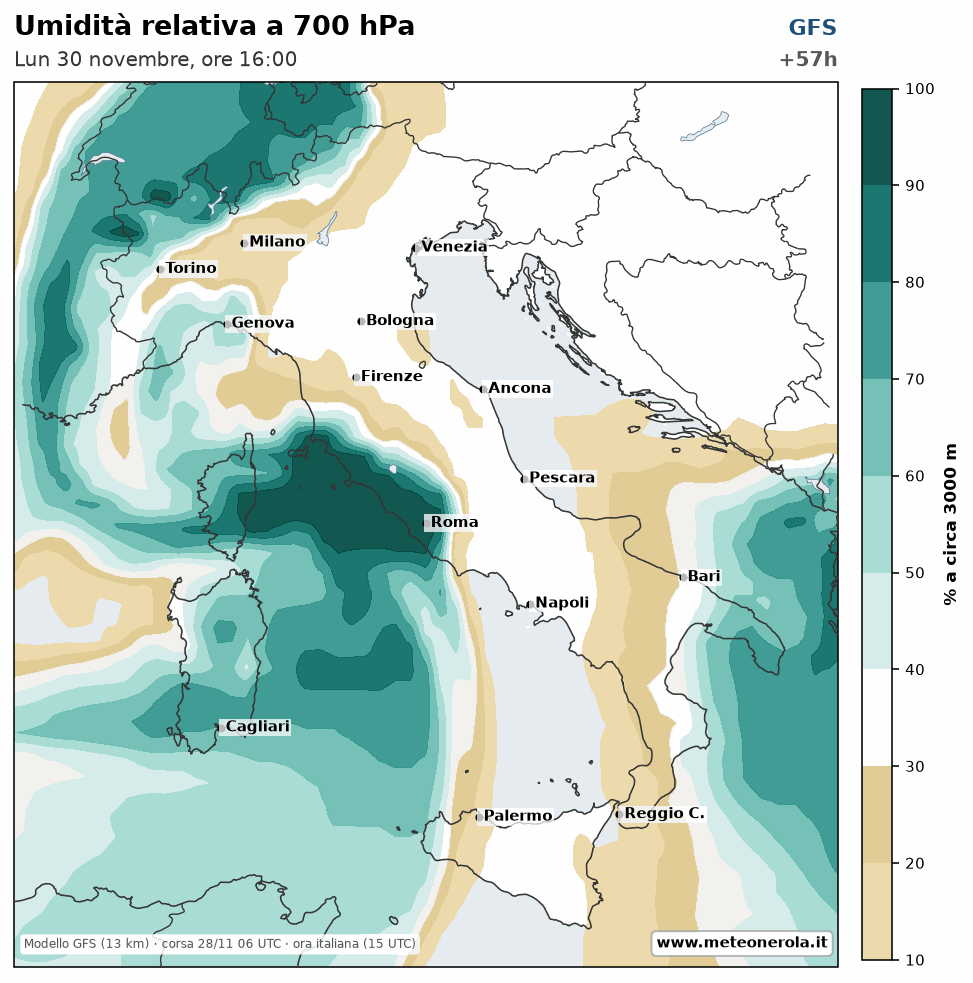 Umidità relativa a 700 hPa
GFS
Lun 30 novembre, ore 16:00
+57h
100
90
80
70
60
50
40
30
20
10
% a circa 3000 m
Milano
Venezia
Torino
Genova
Bologna
Firenze
Ancona
Pescara
Roma
Bari
Napoli
Cagliari
Palermo
Reggio C.
Modello GFS (13 km) · corsa 28/11 06 UTC · ora italiana (15 UTC)
www.meteonerola.it